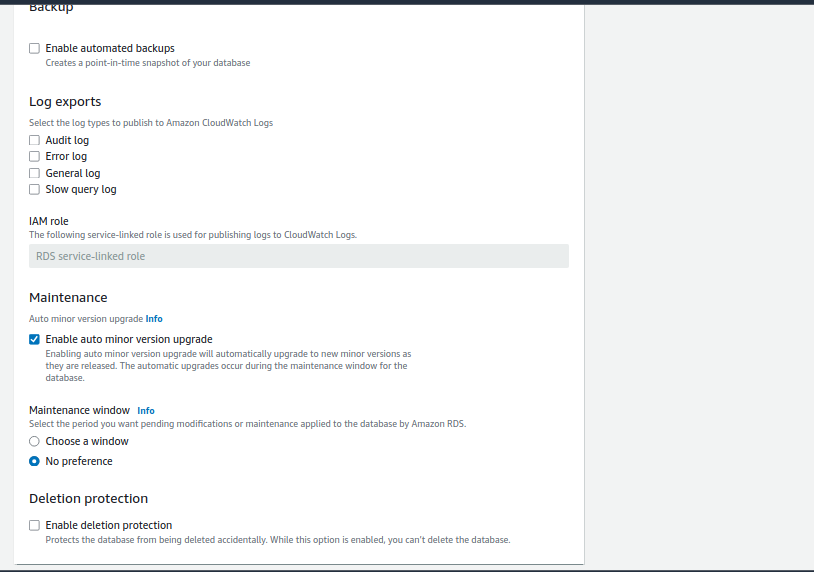 Backup
Enable automated backups
Creates a point-in-time snapshot of your database
Log exports
Select the log types to publish to Amazon CloudWatch Logs
Audit log
Error log
General log
Slow query log
IAM role
The following service-linked role is used for publishing logs to CloudWatch Logs.
RDS service-linked role
Maintenance
Auto minor version upgrade Info
Enable auto minor version upgrade
Enabling auto minor version upgrade will automatically upgrade to new minor versions as
they are released. The automatic upgrades occur during the maintenance window for the
database.
Maintenance window Info
Select the period you want pending modifications or maintenance applied to the database by Amazon RDS.
Choose a window
No preference
Deletion protection
Enable deletion protection
Protects the database from being deleted accidentally. While this option is enabled, you can't delete the database.